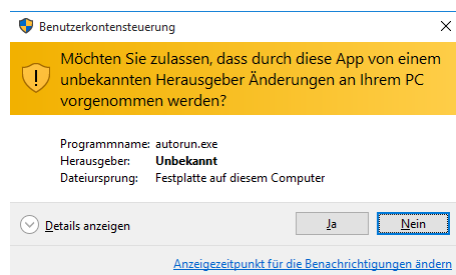 Benutzerkontensteuerung
Möchten Sie zulassen, dass durch diese App von einem
unbekannten Herausgeber Änderungen an Ihrem PC
vorgenommen werden?
Programmname: autorun.exe
Herausgeber: Unbekannt
Dateiursprung: Festplatte auf diesem Computer
Details anzeigen
Ja
Nein
Anzeigezeitpunkt für die Benachrichtigungen ändern